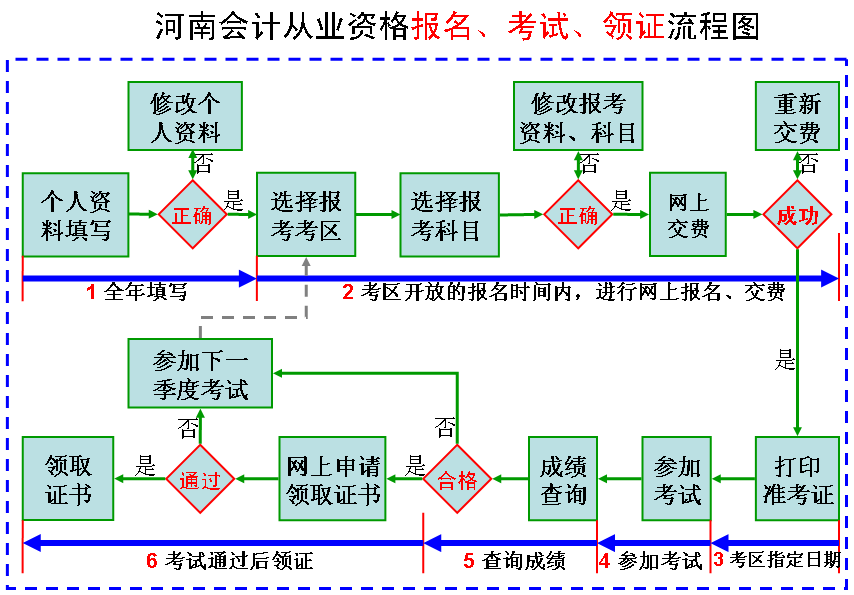 河南会计从业资格报名、考试、领证流程图
修改个
人资料
修改报考
资料、科目
重新
交费
否
否
否
个人资
料填写
正确
是
选择报
考考区
选择报
考科目
正确
是
网上
交费
成功
1 全年填写
2 考区开放的报名时间内，进行网上报名、交费
是
参加下一
季度考试
否
否
领取
证书
是
通过
网上申请
领取证书
是
合格
成绩
查询
参加
考试
打印
准考证
6 考试通过后领证
5 查询成绩
4 参加考试
3 考区指定日期